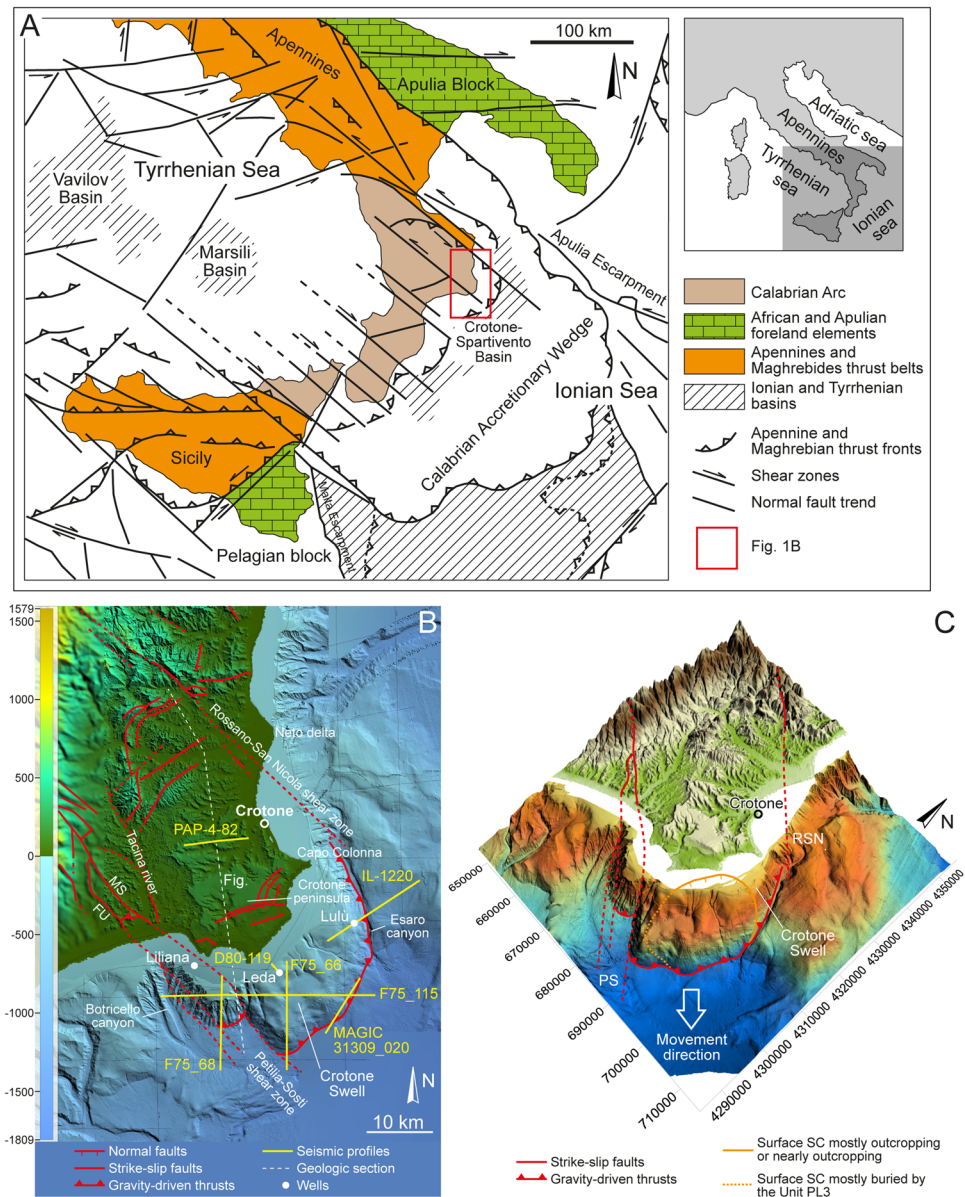 A
100 km
N
Apennines
Apulia Block
Tyrrhenian Sea
Vavilov
Basin
Marsili
Basin
Apulia Escarpment
Crotone-
Spartivento
Basin
Calabrian Accretionary Wedge
Ionian Sea
Sicily
Malta Escarpment
Pelagian block
Adriatic sea
Apennines
Tyrrhenian
sea
Ionian
sea
Calabrian Arc
African and Apulian
foreland elements
Apennines and
Maghrebides thrust belts
Ionian and Tyrrhenian
basins
Apennine and
Maghrebian thrust fronts
Shear zones
Normal fault trend
Fig. 1B
B
1579
1500
1000
500
0
-500
-1000
-1500
-1809
Rossano-San Nicola shear zone
Neto delta
Crotone
PAP-4-82
Capo Colonna
Tacina river
Fig.
IL-1220
MS
Crotone
peninsula
FU
Lulù
Esaro
canyon
Liliana
D80-119
F75_66
Leda
F75_115
Botricello
canyon
MAGIC
31309_020
F75_68
Petilia-Sosti
shear zone
Crotone
Swell
N
10 km
Normal faults
Strike-slip faults
Gravity-driven thrusts
Seismic profiles
Geologic section
Wells
C
Crotone
N
RSN
650000
660000
670000
680000
690000
700000
710000
4350000
4340000
4330000
4320000
4310000
4300000
4290000
Crotone
Swell
PS
Movement
direction
Strike-slip faults
Gravity-driven thrusts
Surface SC mostly outcropping
or nearly outcropping
Surface SC mostly buried by
the Unit PL3